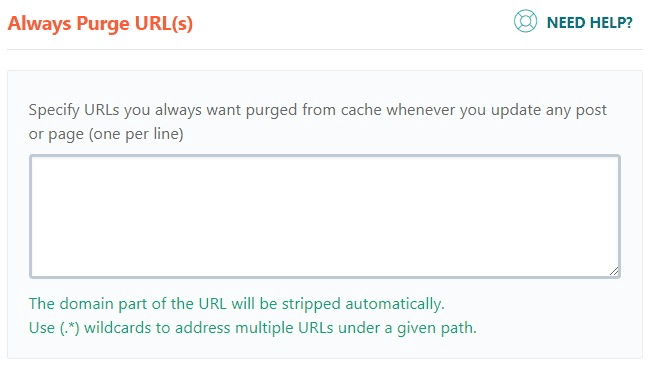 Always Purge URL(s)
NEED HELP?
Specify URLs you always want purged from cache whenever you update any post
or page (one per line)
The domain part of the URL will be stripped automatically.
Use (.*) wildcards to address multiple URLs under a given path.